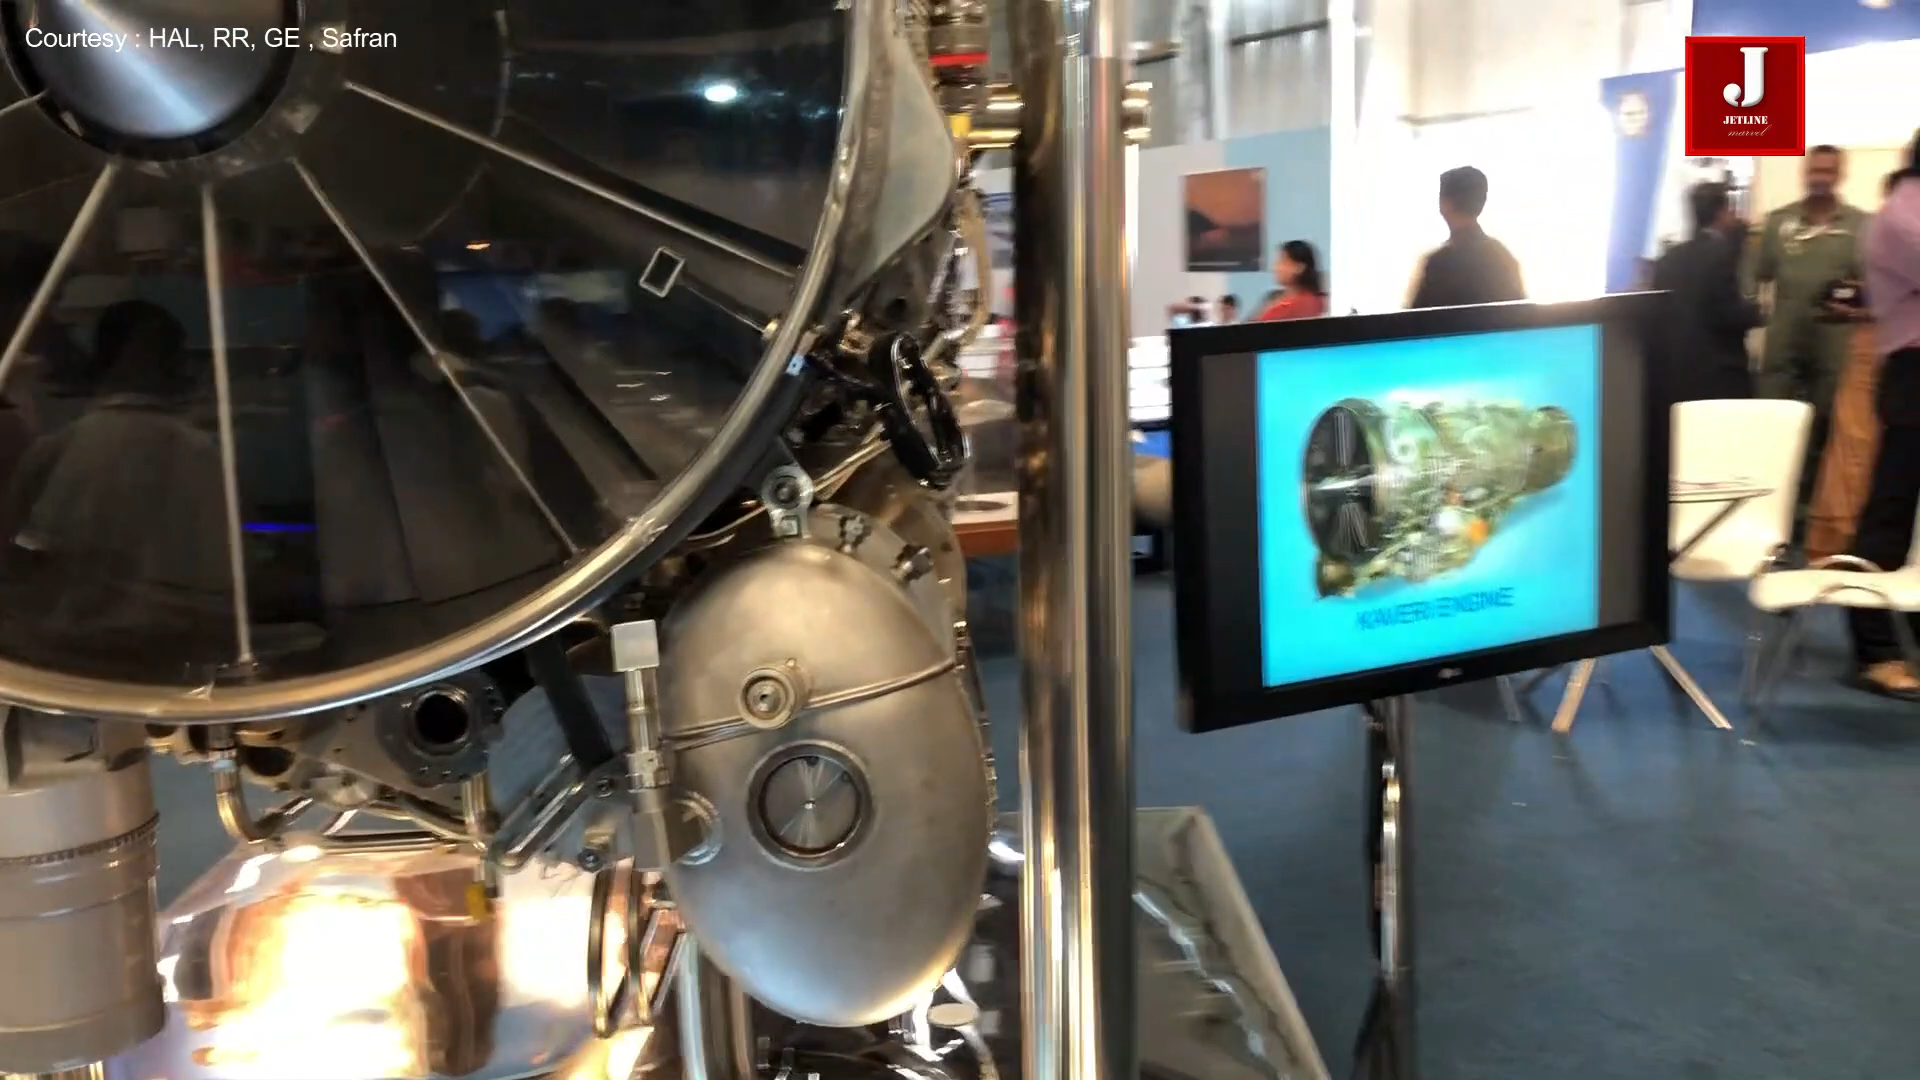 Courtesy : HAL, RR, GE , Safran
J
JETLINE
marvel
KAVERI ENGINE